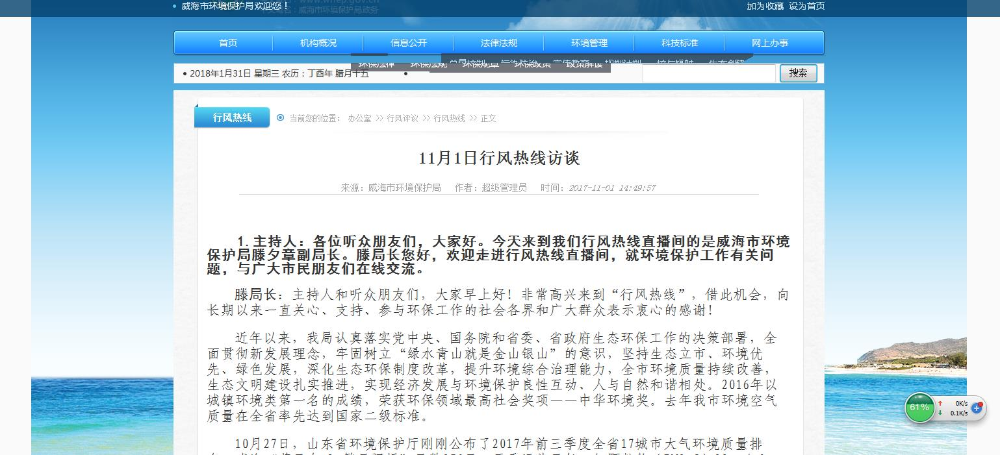 威海市环境保护局欢迎您！
加为收藏 设为首页
首页 机构概况 信息公开 法律法规 环境管理 科技标准 网上办事
环保法律 环保法规 环保规章 环保政策 政策解读
2018年1月31日 星期三 农历：丁酉年 腊月十五
搜索
行风热线
当前您的位置： 办公室 >> 行风评议 >> 行风热线 >> 正文
11月1日行风热线访谈
来源：威海市环境保护局 作者：超级管理员 时间：2017-11-01 14:49:57
1.主持人：各位听众朋友们，大家好。今天来到我们行风热线直播间的是威海市环境
保护局滕夕章副局长。滕局长您好，欢迎走进行风热线直播间，就环境保护工作有关问
题，与广大市民朋友们在线交流。
滕局长：主持人和听众朋友们，大家早上好！非常高兴来到“行风热线”，借此机会，向
长期以来一直关心、支持、参与环保工作的社会各界和广大群众表示衷心的感谢！
近年以来，我局认真落实党中央、国务院和省委、省政府生态环保工作的决策部署，全
面贯彻新发展理念，牢固树立“绿水青山就是金山银山”的意识，坚持生态立市、环境优
先、绿色发展，深化生态环保制度改革，提升环境综合治理能力，全市环境质量持续改善，
生态文明建设扎实推进，实现经济发展与环境保护良性互动、人与自然和谐相处。2016年以
城镇环境类第一名的成绩，荣获环保领域最高社会奖项——中华环境奖。去年我市环境空气
质量在全省率先达到国家二级标准。
10月27日，山东省环境保护厅刚刚公布了2017年前三季度全省17城市大气环境质量排
61%
0K/s
0.1K/s